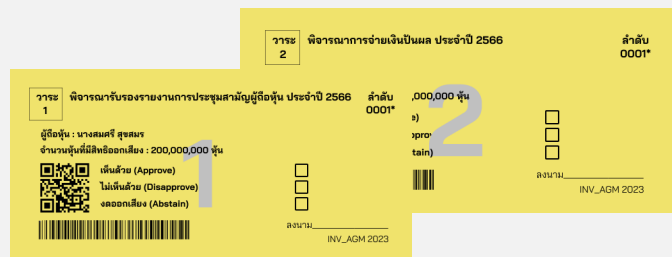 วาระ
2
พิจารณาการจ่ายเงินปันผล ประจำปี 2566
ลำดับ
0001*
,000,000 หุ้น
2
ลงนาม
INV_AGM 2023
วาระ
1
พิจารณารับรองรายงานการประชุมสามัญผู้ถือหุ้น ประจำปี 2566
ลำดับ
0001*
ผู้ถือหุ้น : นางสมศรี สุขสมร
จำนวนหุ้นที่มีสิทธิออกเสียง : 200,000,000 หุ้น
1
เห็นด้วย (Approve)
ไม่เห็นด้วย (Disapprove)
งดออกเสียง (Abstain)
ลงนาม
INV_AGM 2023